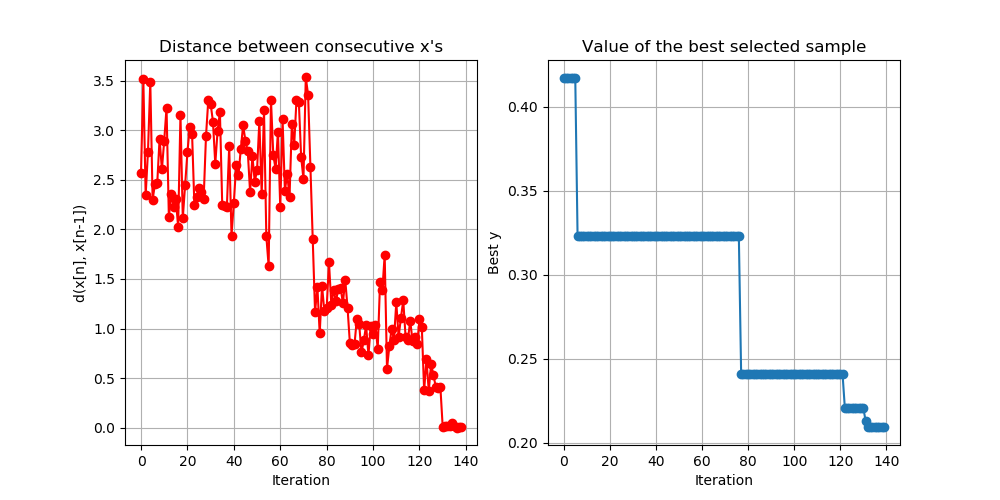 Distance between consecutive x's
d(x[n], x[n-1])
3.5
3.0
2.5
2.0
1.5
1.0
0.5
0.0
0 20 40 60 80 100 120 140
Iteration
Value of the best selected sample
Best y
0.40
0.35
0.30
0.25
0.20
0 20 40 60 80 100 120 140
Iteration